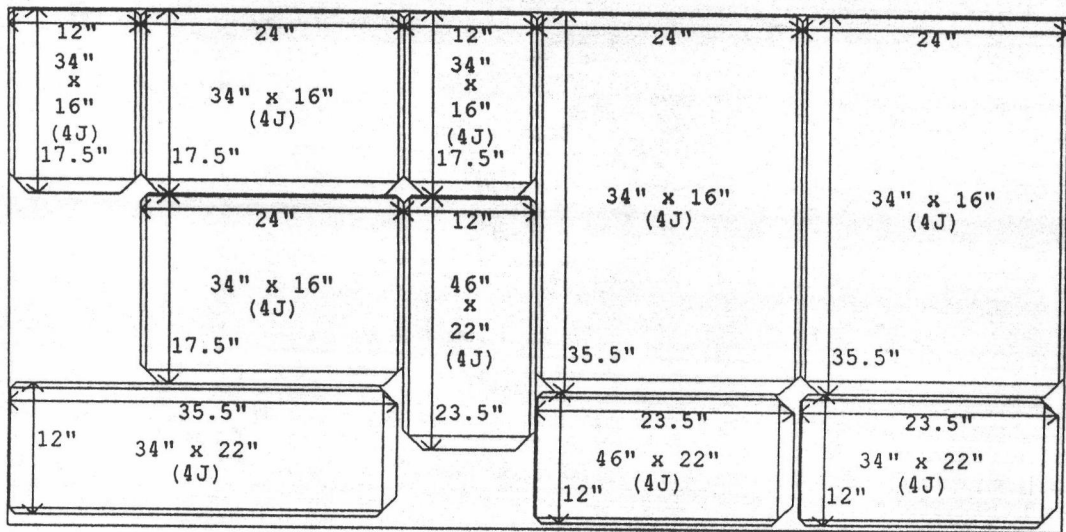 12"
34"
x
16"
(4J)
17.5"
24"
34" x 16"
(4J)
17.5"
12"
34"
x
16"
(4J)
17.5"
24"
34" x 16"
(4J)
35.5"
24"
34" x 16"
(4J)
35.5"
24"
34" x 16"
(4J)
17.5"
12"
46"
x
22"
(4J)
23.5"
35.5"
12"
34" x 22"
(4J)
23.5"
46" x 22"
(4J)
12"
23.5"
34" x 22"
(4J)
12"